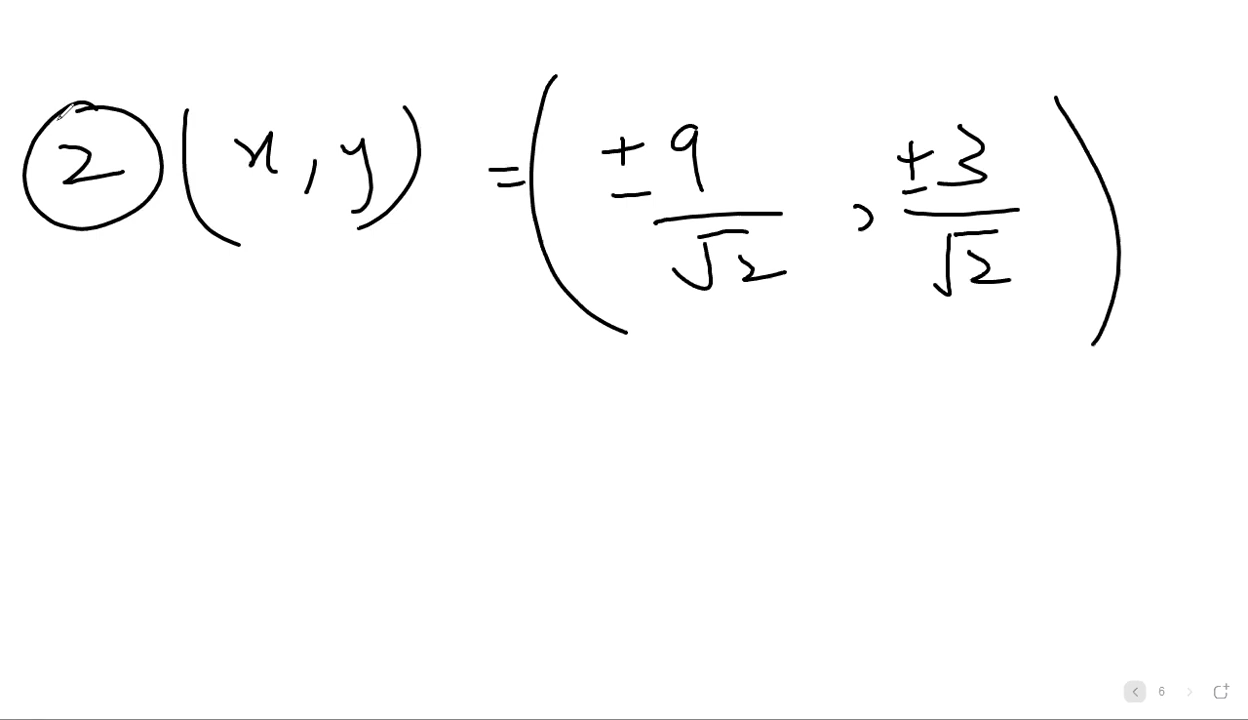 ② (x, y) = (±9/√2, ±3/√2)
6